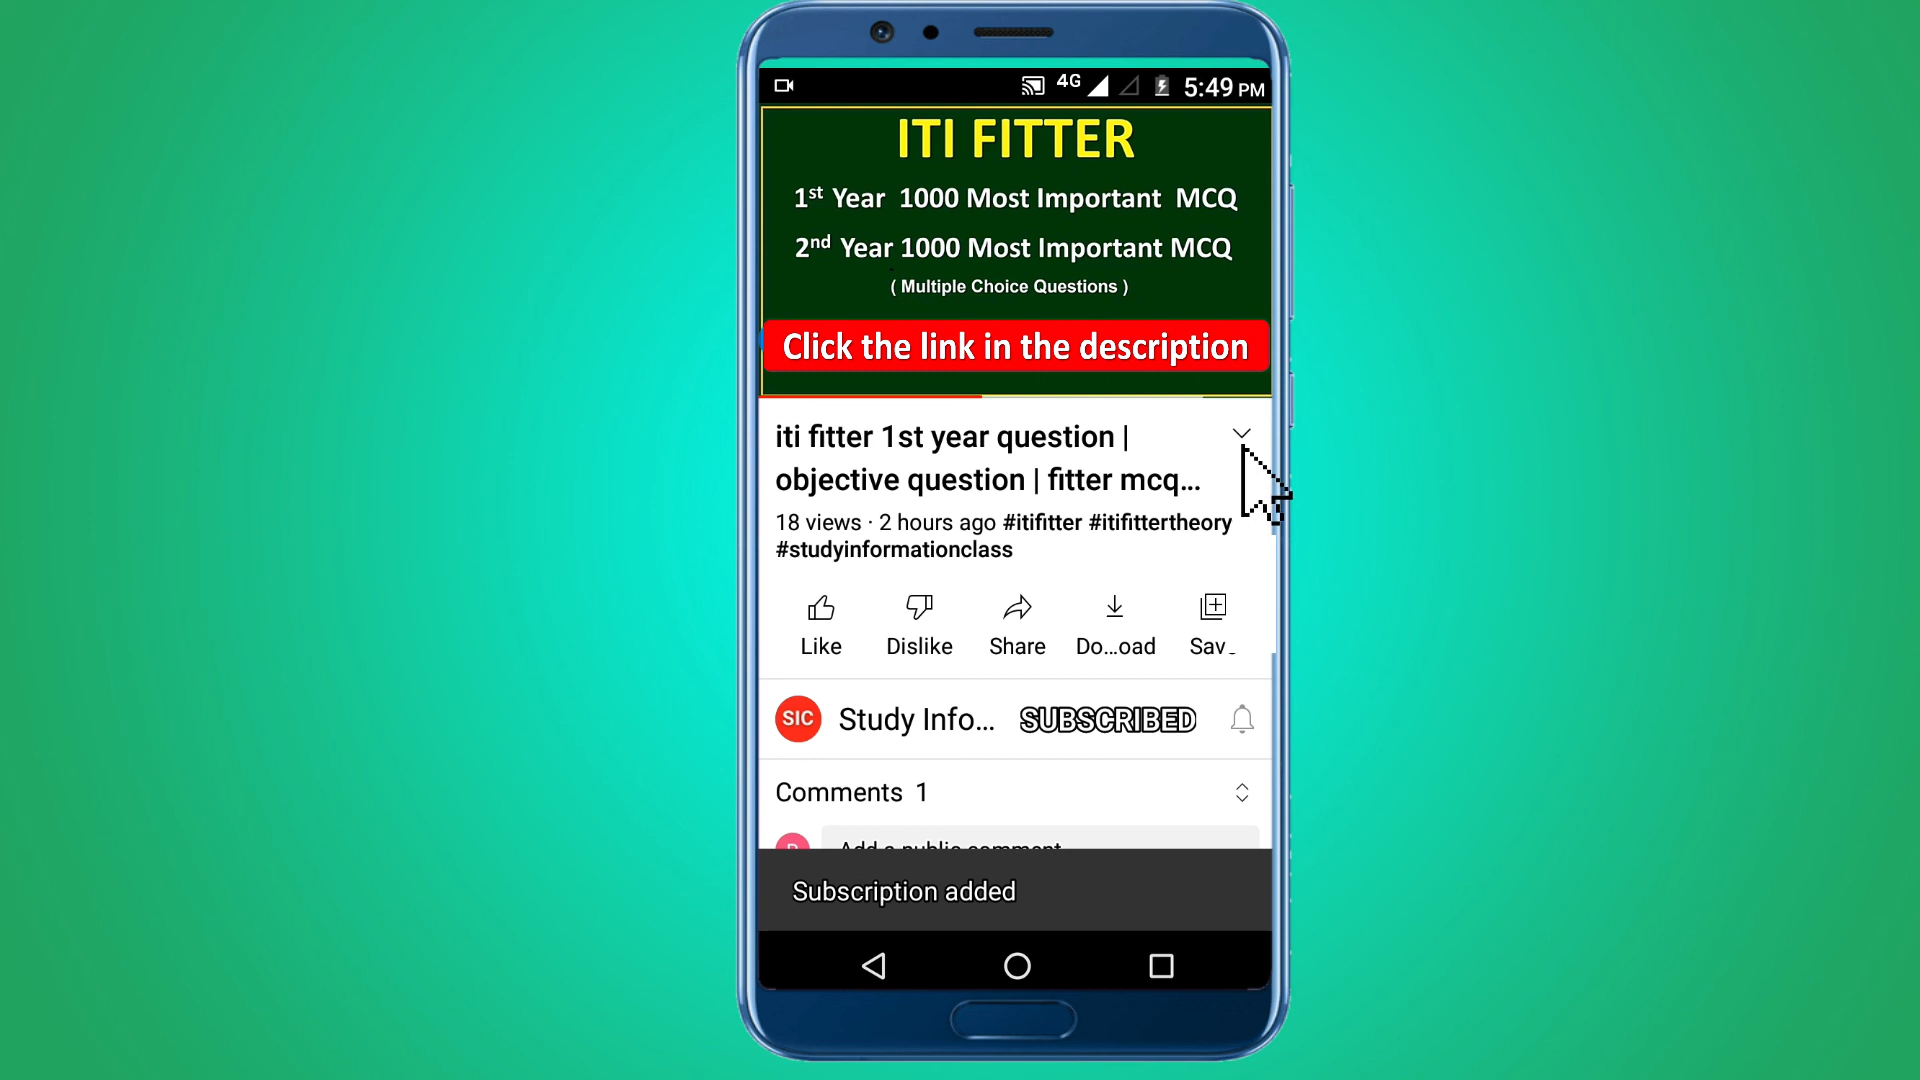 4G 5:49 PM
ITI FITTER
1st Year 1000 Most Important MCQ
2nd Year 1000 Most Important MCQ
( Multiple Choice Questions )
Click the link in the description
iti fitter 1st year question |
objective question | fitter mcq...
18 views · 2 hours ago #itifitter #itifittertheory
#studyinformationclass
Like Dislike Share Do...oad Sav
SIC Study Info... SUBSCRIBED
Comments 1
Add a public comment
Subscription added